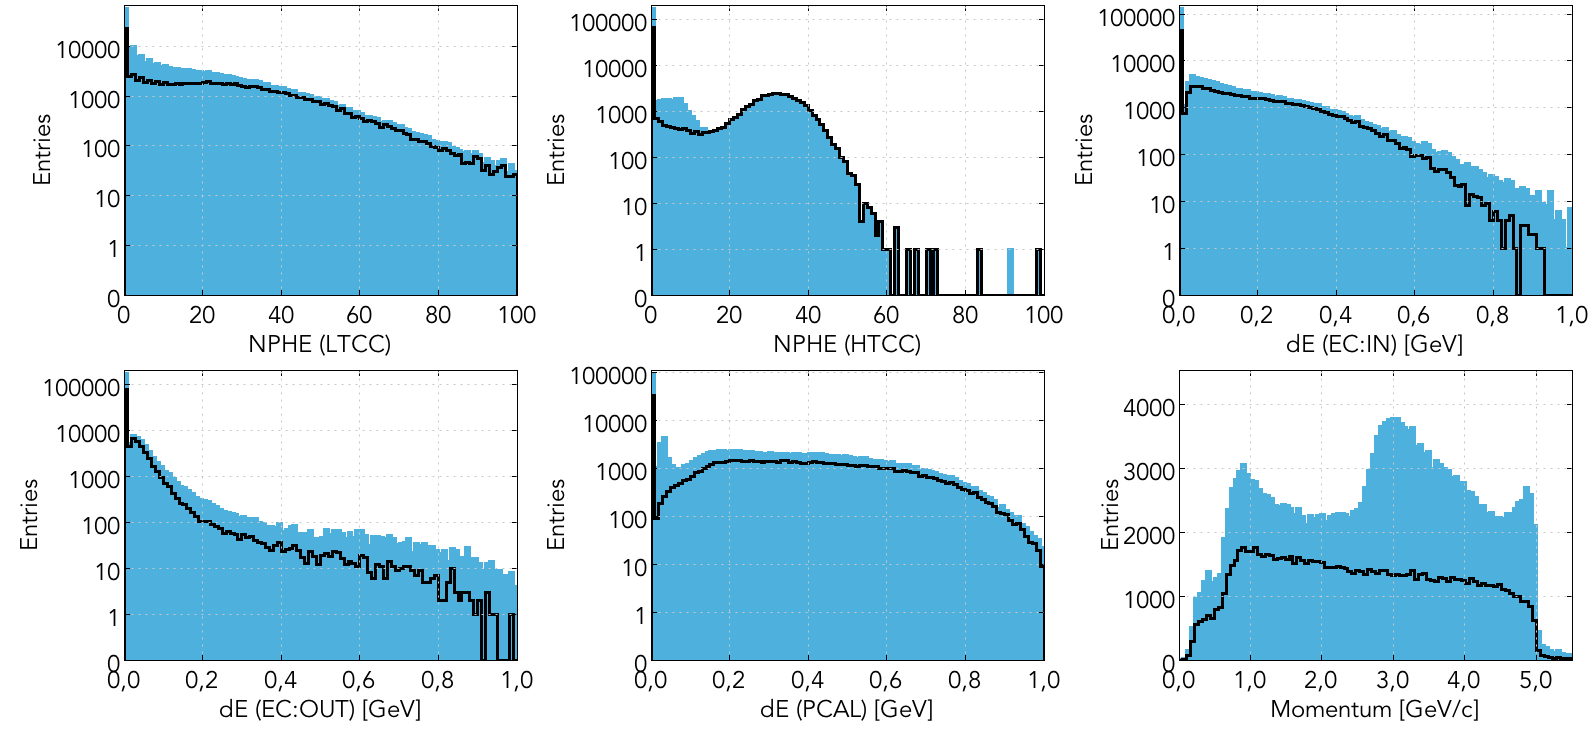 Entries
10000
1000
100
10
1
0
0 20 40 60 80 100
NPHE (LTCC)
Entries
100000
10000
1000
100
10
1
0
0 20 40 60 80 100
NPHE (HTCC)
Entries
100000
10000
1000
100
10
1
0
0,0 0,2 0,4 0,6 0,8 1,0
dE (EC:IN) [GeV]
Entries
100000
10000
1000
100
10
1
0
0,0 0,2 0,4 0,6 0,8 1,0
dE (EC:OUT) [GeV]
Entries
100000
10000
1000
100
10
1
0
0,0 0,2 0,4 0,6 0,8 1,0
dE (PCAL) [GeV]
Entries
4000
3000
2000
1000
0
0,0 1,0 2,0 3,0 4,0 5,0
Momentum [GeV/c]